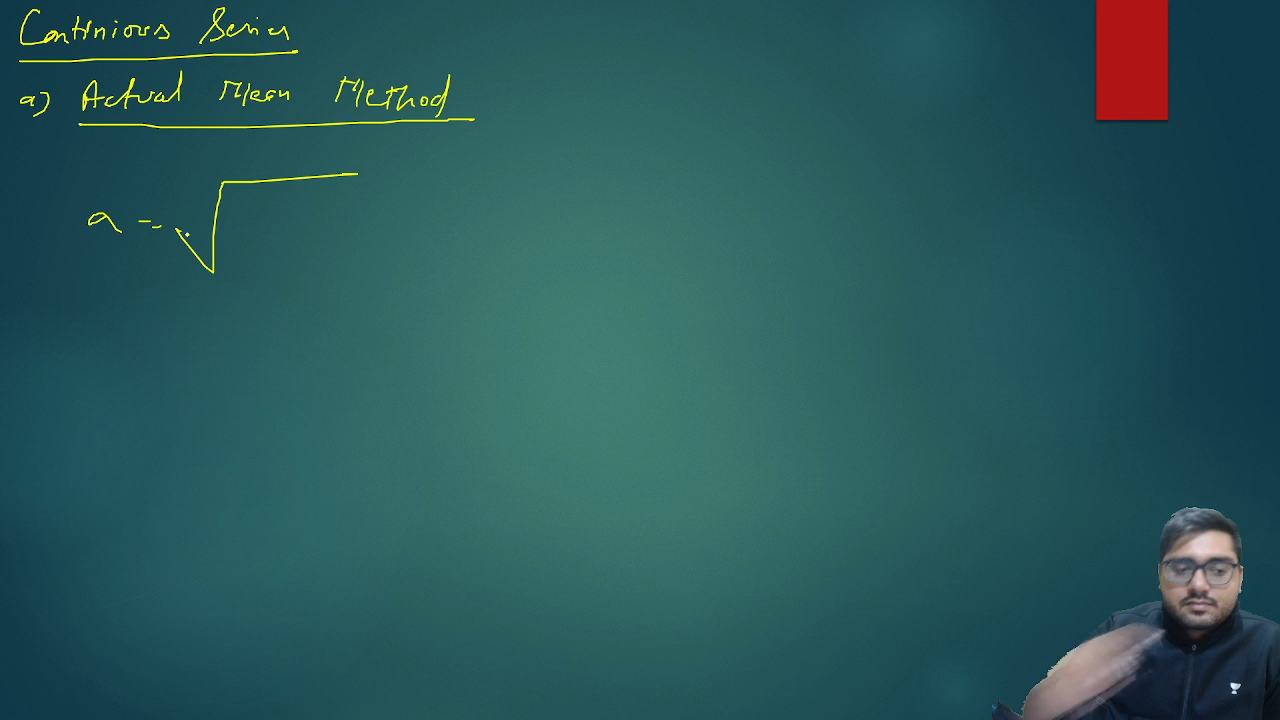 Continious Series
a) Actual Mean Method
a = √